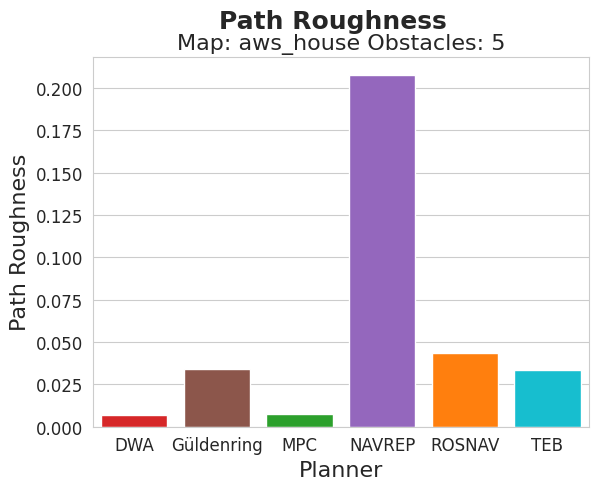 Path Roughness
Map: aws_house Obstacles: 5
Path Roughness
0.200
0.175
0.150
0.125
0.100
0.075
0.050
0.025
0.000
DWA Güldenring MPC NAVREP ROSNAV TEB
Planner